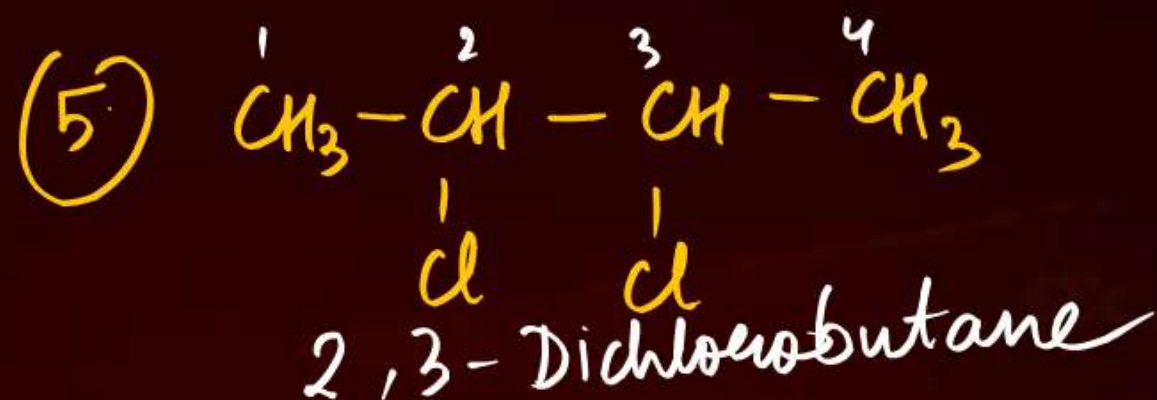 1 2 3 4
(5) CH₃ – CH – CH – CH₃
Cl Cl
2,3-Dichlorobutane